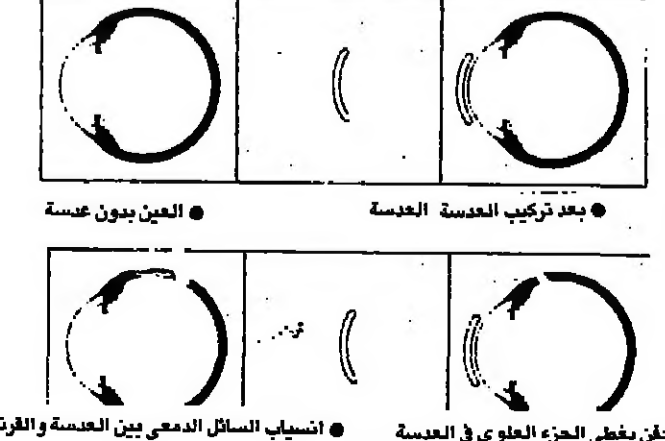 ● بعد تركيب العدسة
العدسة
● العين بدون عدسة
يغطي الجزء العلوي في العدسة
● انسياب السائل الدمعي بين العدسة و